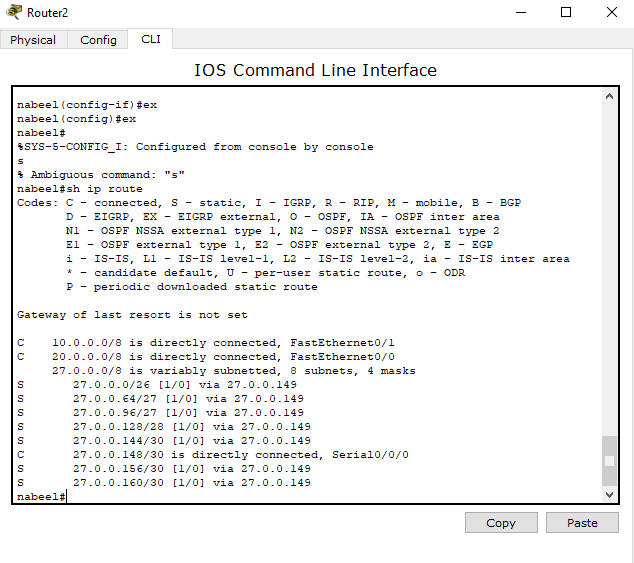 Router2
Physical Config CLI
IOS Command Line Interface
nabeel(config-if)#ex
nabeel(config)#ex
nabeel#
%SYS-5-CONFIG_I: Configured from console by console
s
% Ambiguous command: "s"
nabeel#sh ip route
Codes: C - connected, S - static, I - IGRP, R - RIP, M - mobile, B - BGP
       D - EIGRP, EX - EIGRP external, O - OSPF, IA - OSPF inter area
       N1 - OSPF NSSA external type 1, N2 - OSPF NSSA external type 2
       E1 - OSPF external type 1, E2 - OSPF external type 2, E - EGP
       i - IS-IS, L1 - IS-IS level-1, L2 - IS-IS level-2, ia - IS-IS inter area
       * - candidate default, U - per-user static route, o - ODR
       P - periodic downloaded static route
Gateway of last resort is not set
C    10.0.0.0/8 is directly connected, FastEthernet0/1
C    20.0.0.0/8 is directly connected, FastEthernet0/0
     27.0.0.0/8 is variably subnetted, 8 subnets, 4 masks
S       27.0.0.0/26 [1/0] via 27.0.0.149
S       27.0.0.64/27 [1/0] via 27.0.0.149
S       27.0.0.96/27 [1/0] via 27.0.0.149
S       27.0.0.128/28 [1/0] via 27.0.0.149
S       27.0.0.144/30 [1/0] via 27.0.0.149
C       27.0.0.148/30 is directly connected, Serial0/0/0
S       27.0.0.156/30 [1/0] via 27.0.0.149
S       27.0.0.160/30 [1/0] via 27.0.0.149
nabeel#
Copy Paste